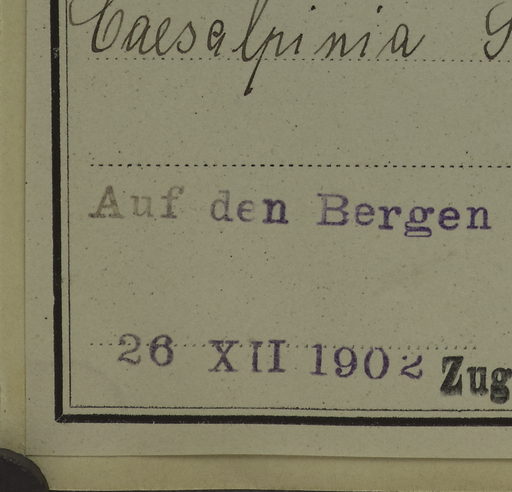 Caesalpinia
Auf den Bergen
26 XII 1902 Zug